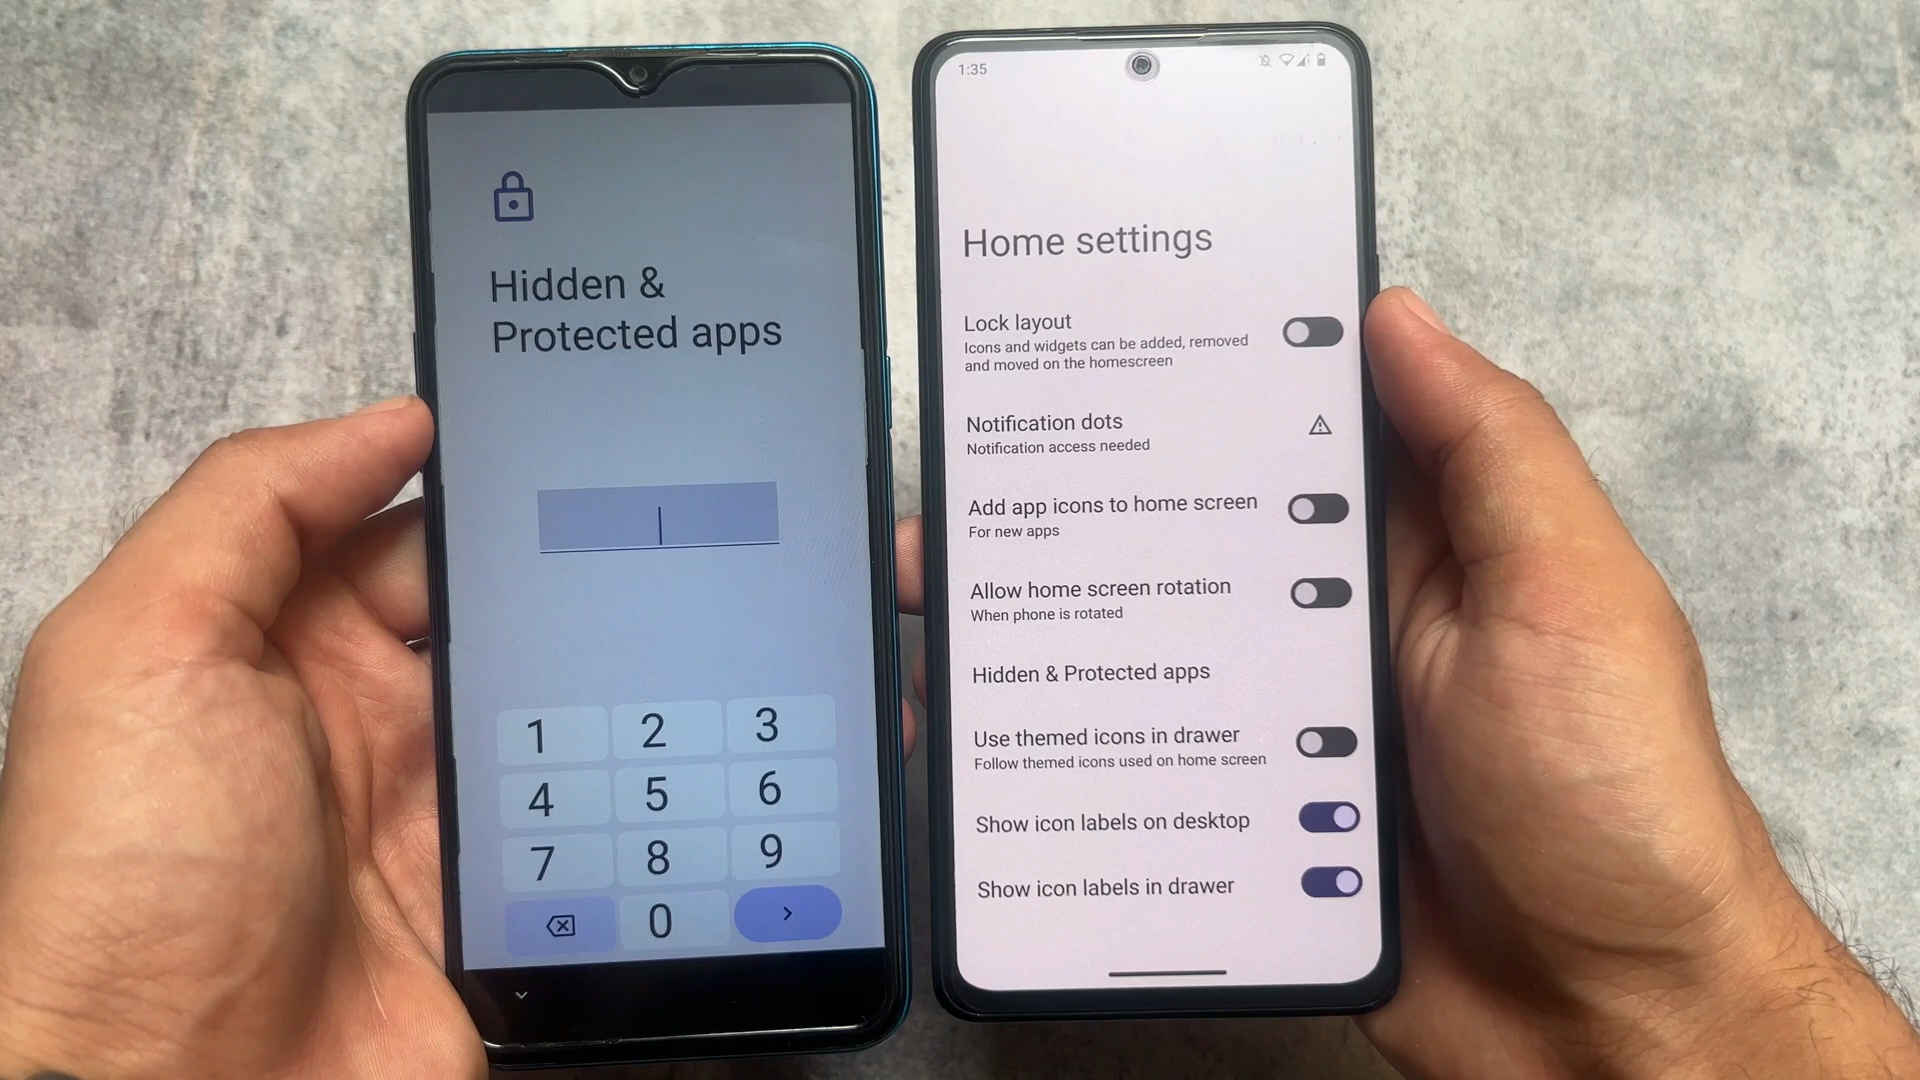 Hidden &
Protected apps
1 2 3
4 5 6
7 8 9
0
1:35
Home settings
Lock layout
Icons and widgets can be added, removed
and moved on the homescreen
Notification dots
Notification access needed
Add app icons to home screen
For new apps
Allow home screen rotation
When phone is rotated
Hidden & Protected apps
Use themed icons in drawer
Follow themed icons used on home screen
Show icon labels on desktop
Show icon labels in drawer